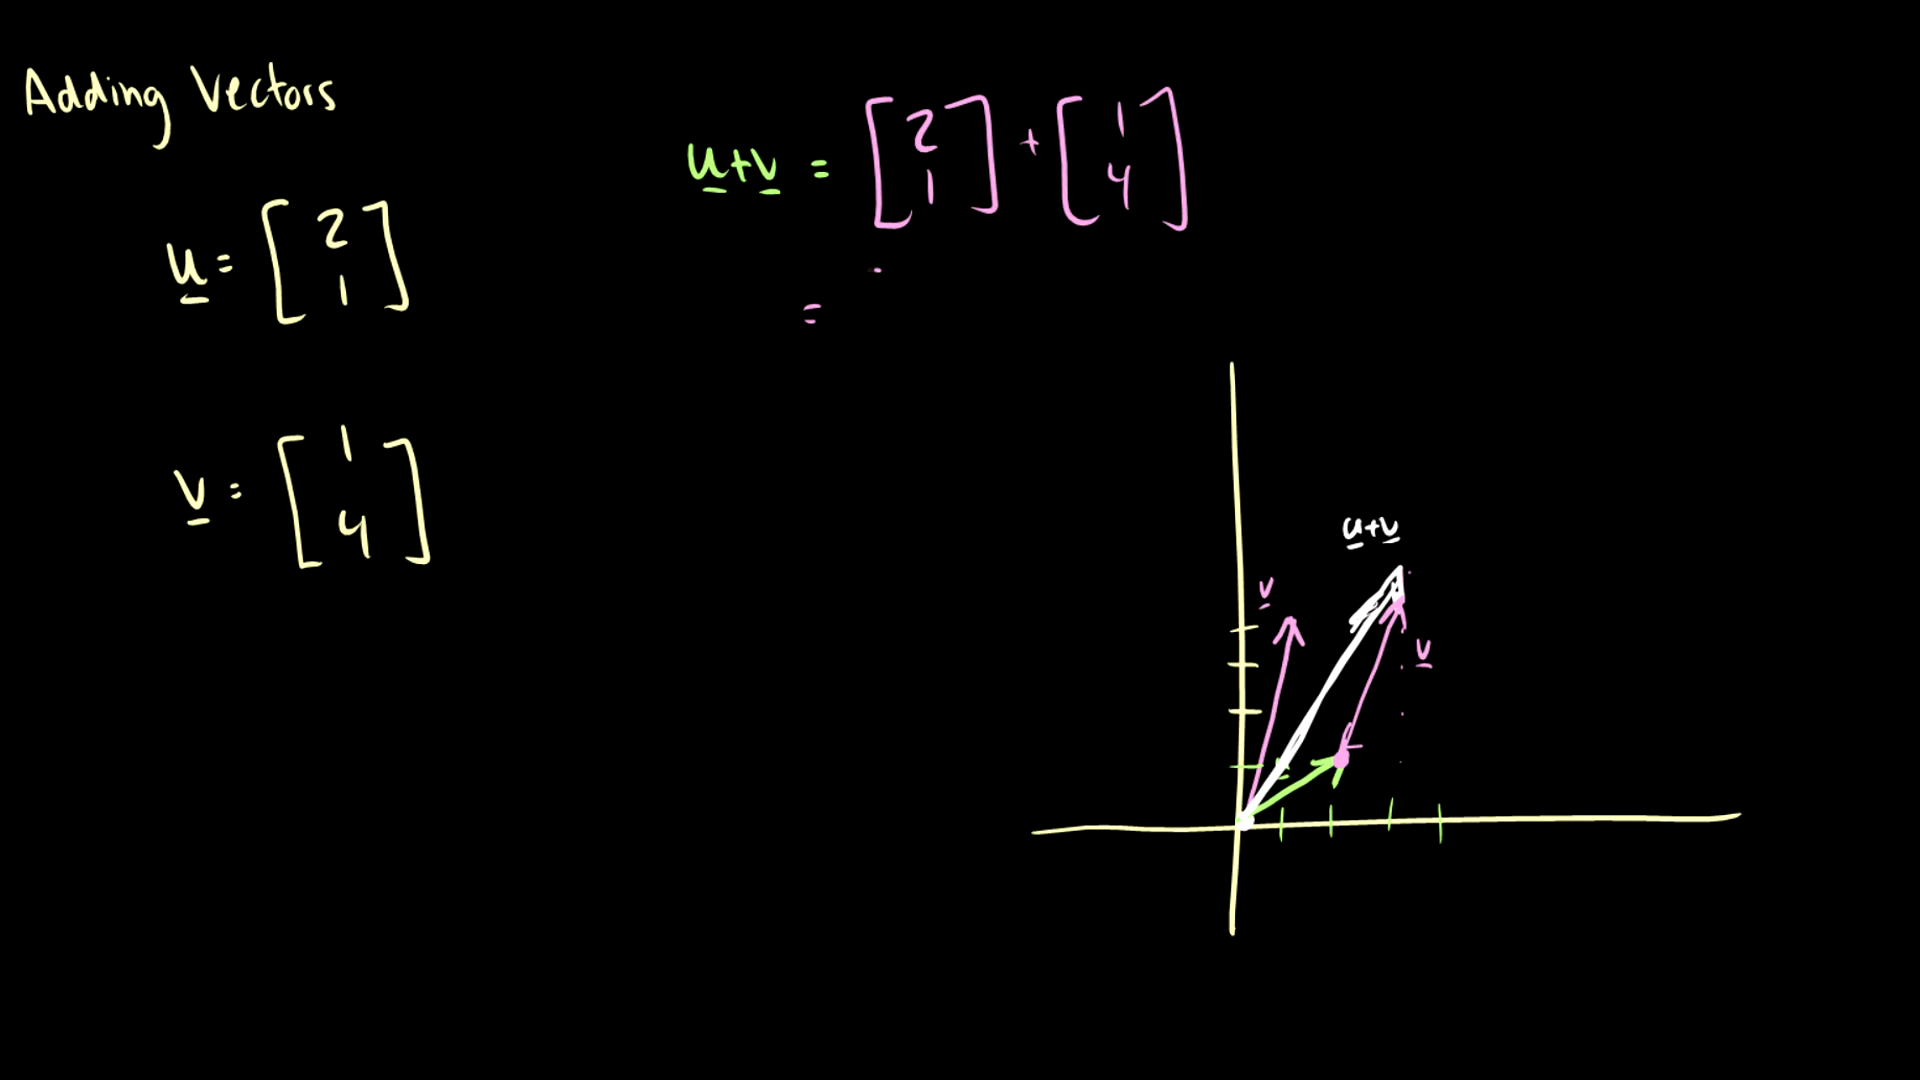 Adding Vectors
u + v = [2 1] + [1 4]
=
u = [2 1]
v = [1 4]
u+v
v
v